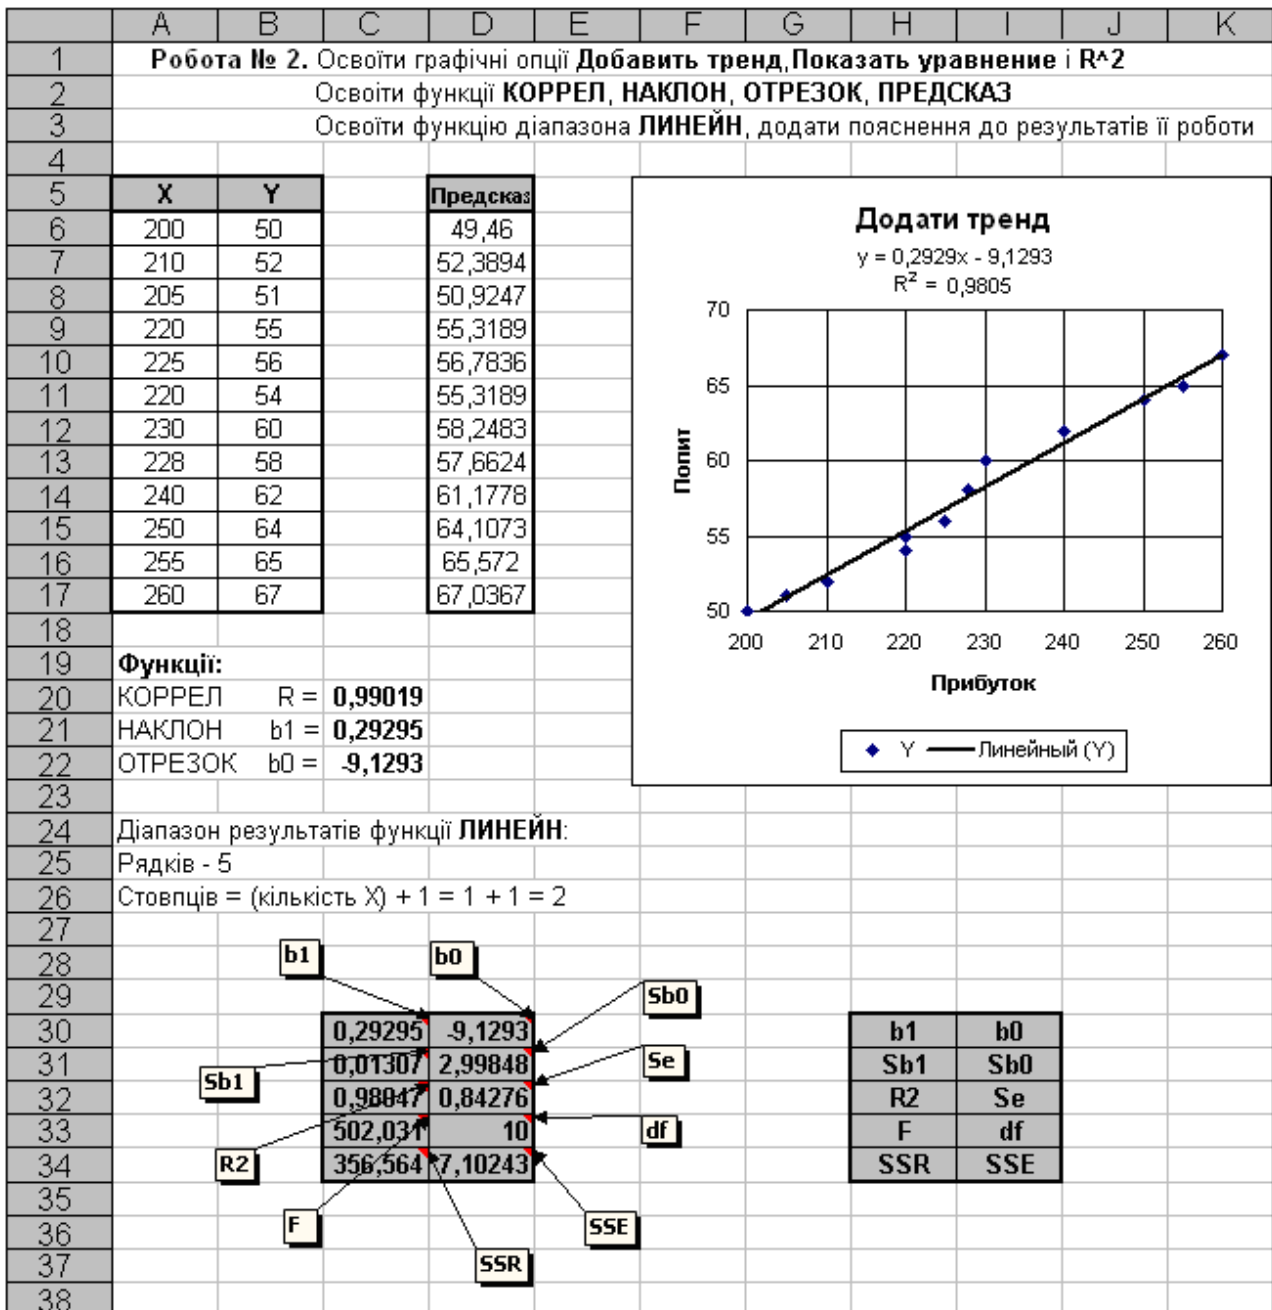 A B C D E F G H I J K
1 Робота № 2. Освоїти графічні опції Добавить тренд,Показать уравнение і R^2
2 Освоїти функції КОРРЕЛ, НАКЛОН, ОТРЕЗОК, ПРЕДСКАЗ
3 Освоїти функцію діапазона ЛИНЕЙН, додати пояснення до результатів її роботи
4
5 X Y Предсказ
6 200 50 49,46
7 210 52 52,3894
8 205 51 50,9247
9 220 55 55,3189
10 225 56 56,7836
11 220 54 55,3189
12 230 60 58,2483
13 228 58 57,6624
14 240 62 61,1778
15 250 64 64,1073
16 255 65 65,572
17 260 67 67,0367
18
Додати тренд
y = 0,2929x - 9,1293
R² = 0,9805
70
65
60
55
50
Попит
200 210 220 230 240 250 260
Прибуток
Y Линейный (Y)
19 Функції:
20 КОРРЕЛ R = 0,99019
21 НАКЛОН b1 = 0,29295
22 ОТРЕЗОК b0 = -9,1293
23
24 Діапазон результатів функції ЛИНЕЙН:
25 Рядків - 5
26 Стовпців = (кількість X) + 1 = 1 + 1 = 2
27
28 b1 b0
29 Sb0
30 0,29295 -9,1293 b1 b0
31 0,01307 2,99848 Se Sb1 Sb0
Sb1
32 0,98047 0,84276 R2 Se
33 502,031 10 df F df
34 R2 356,564 7,10243 SSR SSE
35
36 F SSE
37 SSR
38